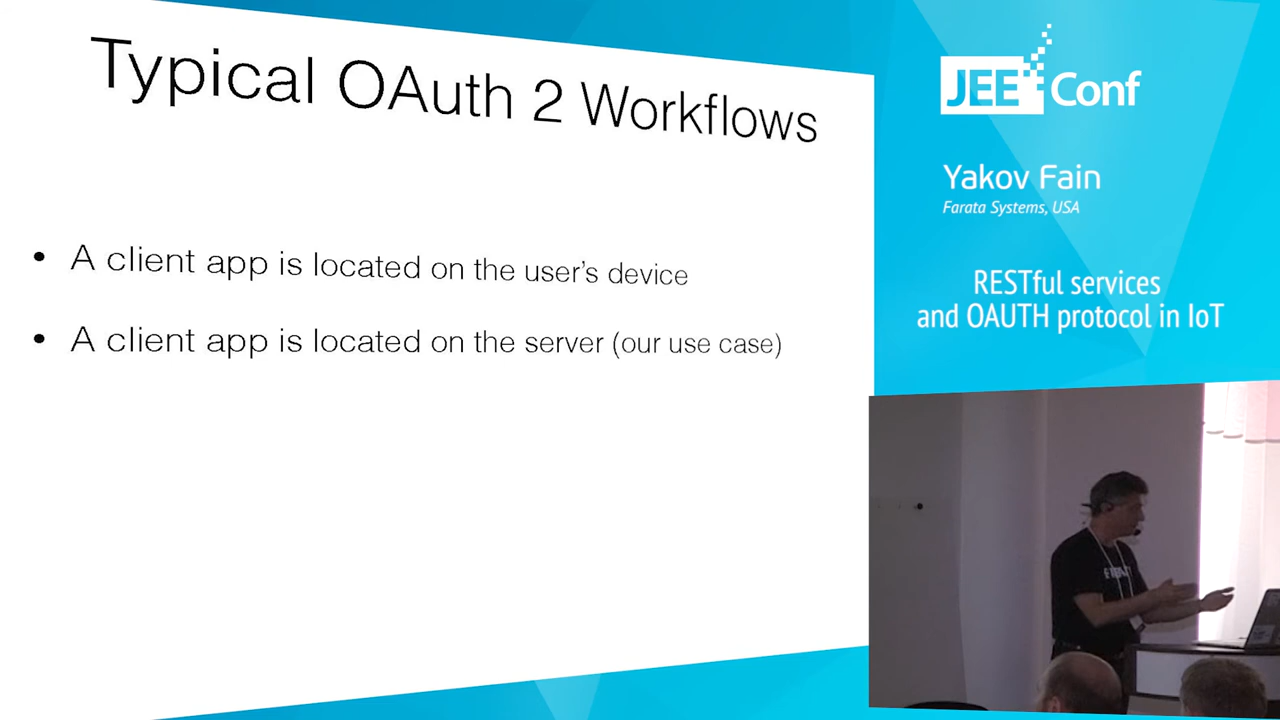 Typical OAuth 2 Workflows
• A client app is located on the user's device
• A client app is located on the server (our use case)
JEE Conf
Yakov Fain
Farata Systems, USA
RESTful services
and OAUTH protocol in IoT